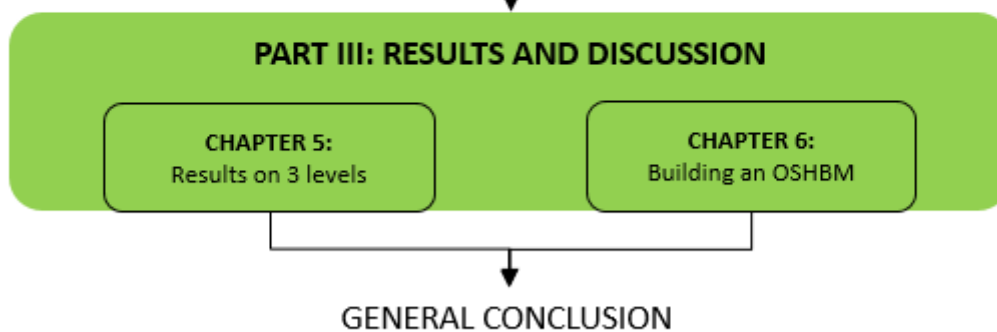 PART III: RESULTS AND DISCUSSION
CHAPTER 5:
Results on 3 levels
CHAPTER 6:
Building an OSHBM
GENERAL CONCLUSION